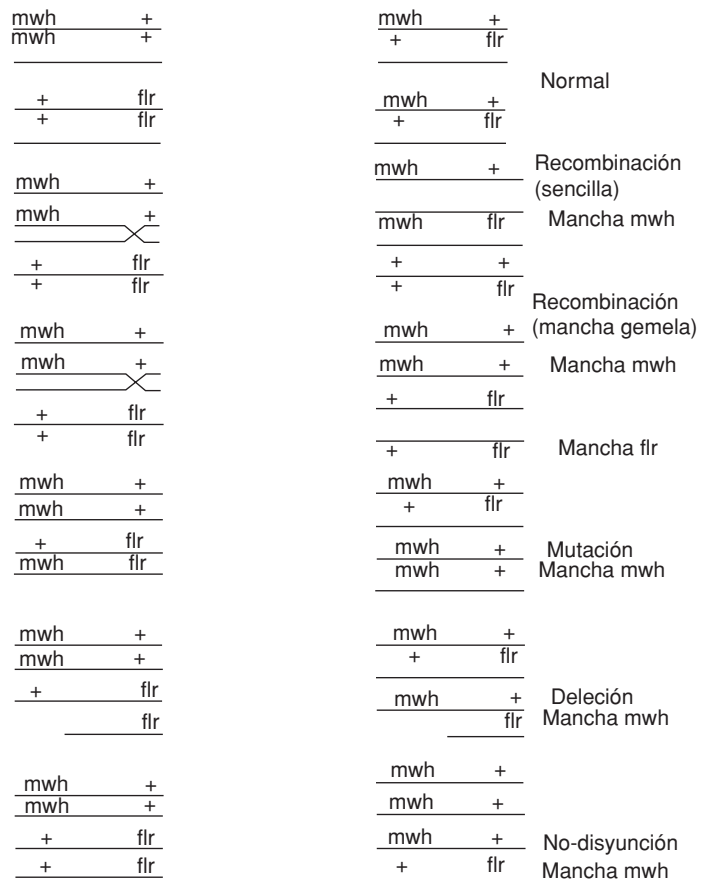 mwh + mwh +
mwh + + flr
+ flr mwh + Normal
+ flr + flr
mwh + mwh + Recombinación
(sencilla)
mwh + mwh flr Mancha mwh
+ flr + +
+ flr + flr
Recombinación
mwh + mwh + (mancha gemela)
mwh + mwh + Mancha mwh
+ flr + flr
+ flr + flr Mancha flr
mwh + mwh +
mwh + + flr
+ flr mwh + Mutación
mwh flr mwh + Mancha mwh
mwh + mwh +
mwh + + flr
+ flr mwh + Deleción
flr flr Mancha mwh
mwh + mwh +
mwh + mwh +
+ flr mwh + No-disyunción
+ flr + flr Mancha mwh